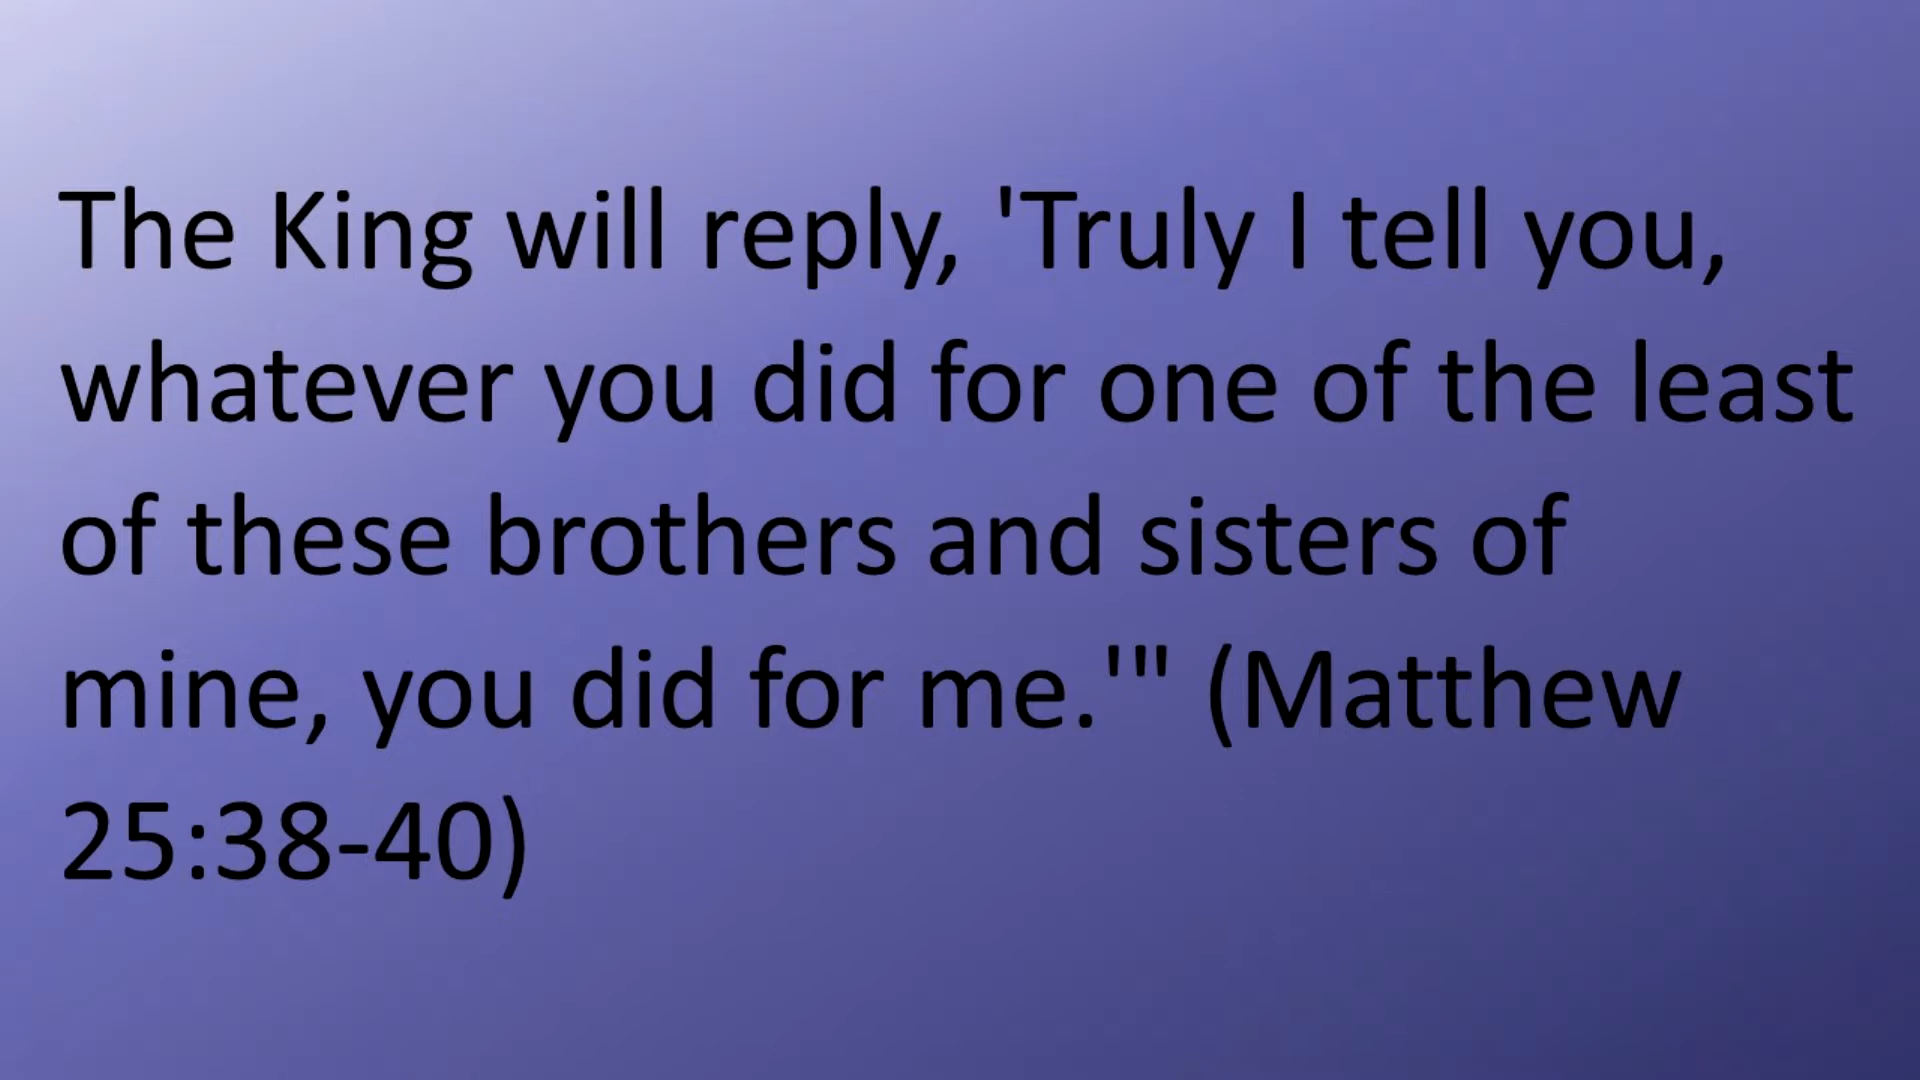 The King will reply, 'Truly I tell you,
whatever you did for one of the least
of these brothers and sisters of
mine, you did for me.'" (Matthew
25:38-40)